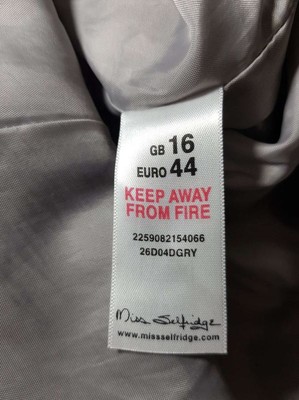 GB 16
EURO 44
KEEP AWAY
FROM FIRE
2259082154066
26D04DGRY
Miss Selfridge
www.missselfridge.com